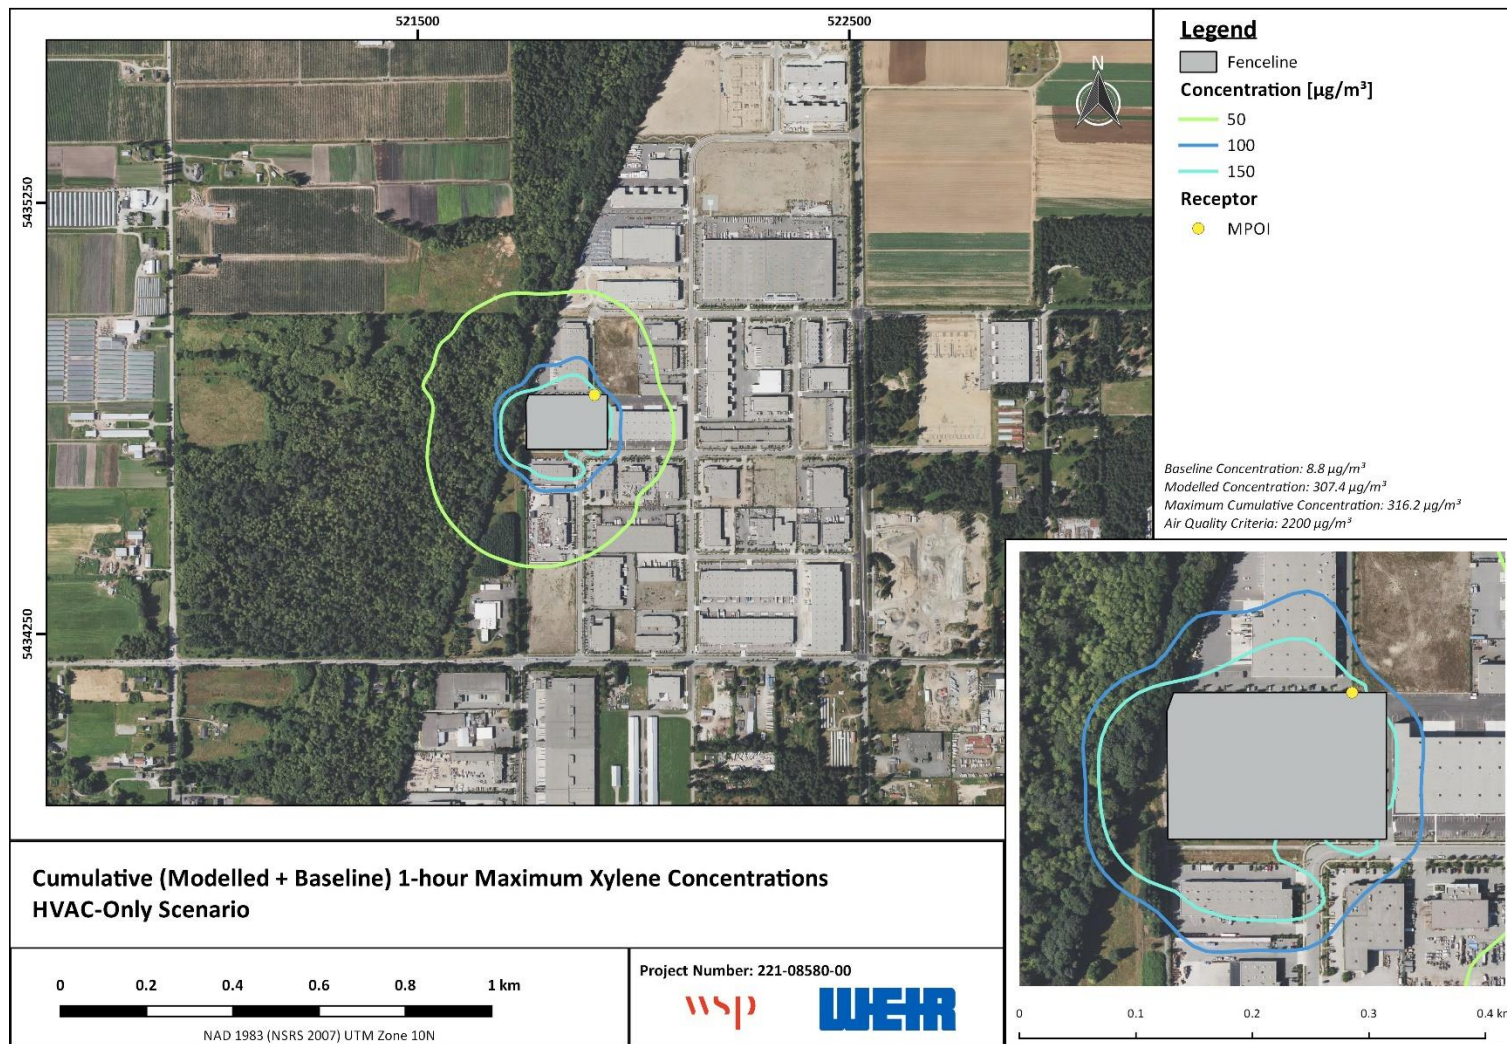 521500
522500
5435250
5434250
N
Legend
Fenceline
Concentration [µg/m³]
50
100
150
Receptor
MPOI
Baseline Concentration: 8.8 µg/m³
Modelled Concentration: 307.4 µg/m³
Maximum Cumulative Concentration: 316.2 µg/m³
Air Quality Criteria: 2200 µg/m³
Cumulative (Modelled + Baseline) 1-hour Maximum Xylene Concentrations
HVAC-Only Scenario
0 0.2 0.4 0.6 0.8 1 km
NAD 1983 (NSRS 2007) UTM Zone 10N
Project Number: 221-08580-00
wsp WEIR
0 0.1 0.2 0.3 0.4 km